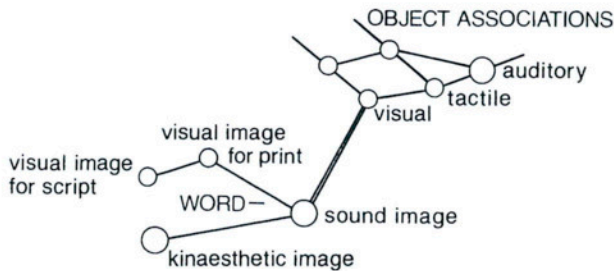 OBJECT ASSOCIATIONS
auditory
tactile
visual
visual image
for print
visual image
for script
WORD
sound image
kinaesthetic image